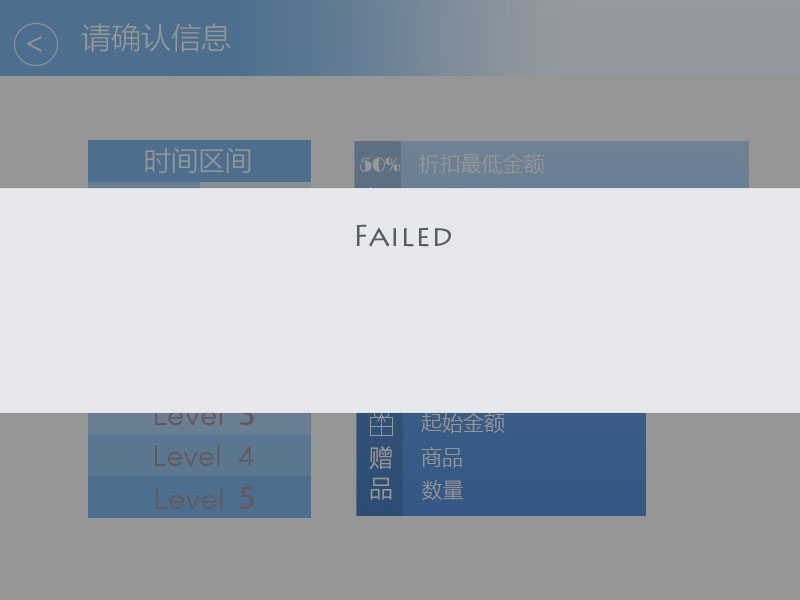 < 请确认信息
时间区间
50% 折扣最低金额
FAILED
Level 3
Level 4
Level 5
起始金额
赠品
商品
数量